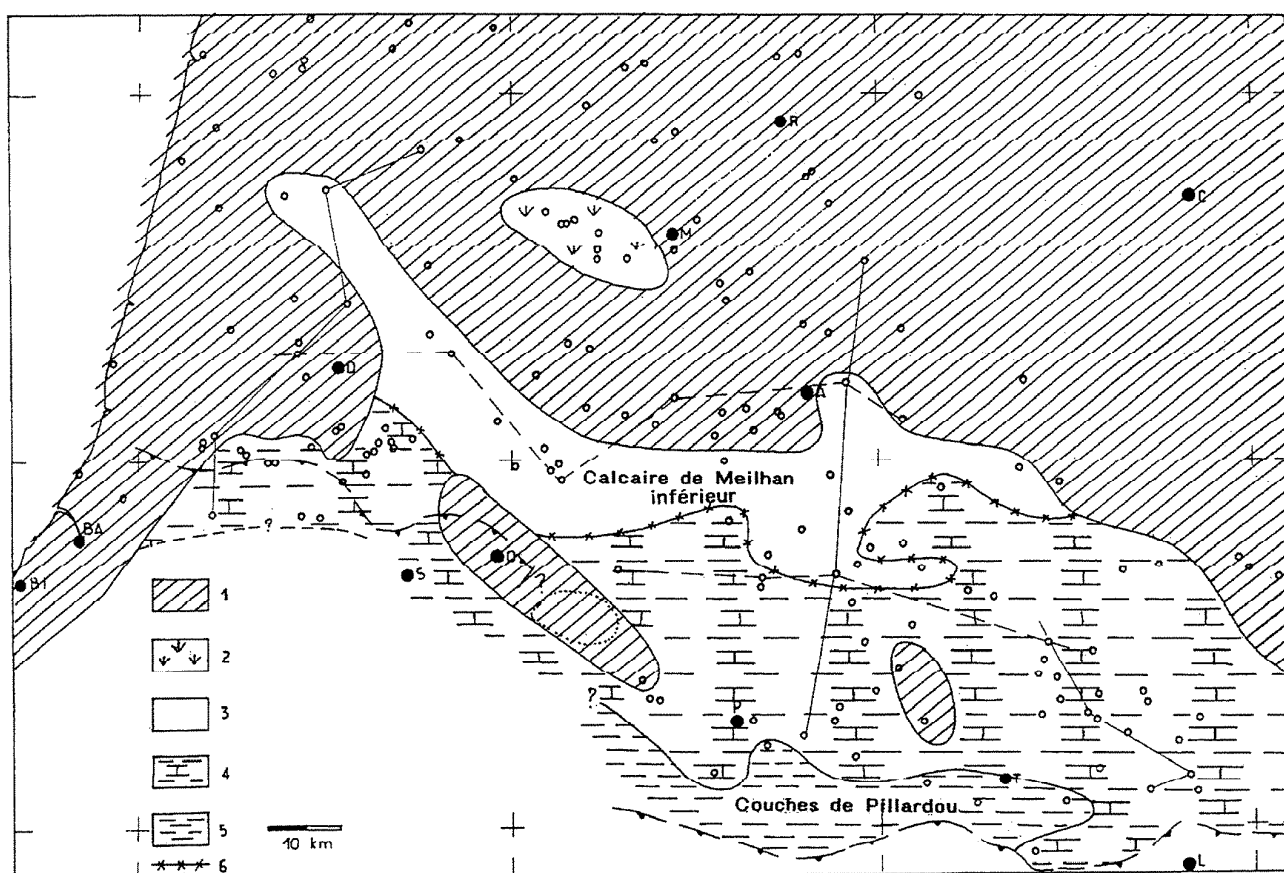 R
C
M
D
A
Calcaire de Meilhan
inférieur
?
BA
O
?
S
BI
1
2
3
?
P
4
T
Couches de Pillardou
5
10 km
6
L